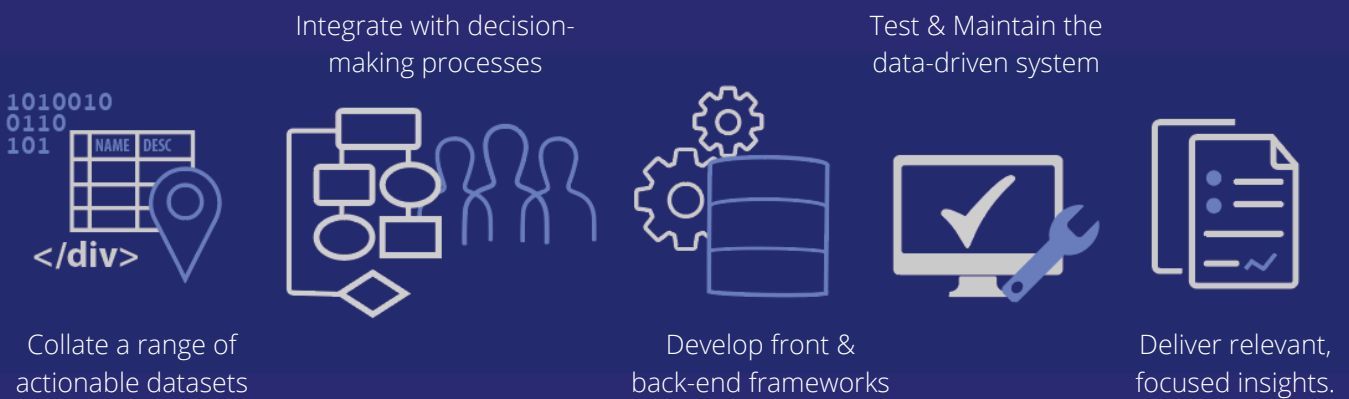 Integrate with decision-
making processes
Test & Maintain the
data-driven system
1010010
0110
101
NAME DESC
</div>
Collate a range of
actionable datasets
Develop front &
back-end frameworks
Deliver relevant,
focused insights.